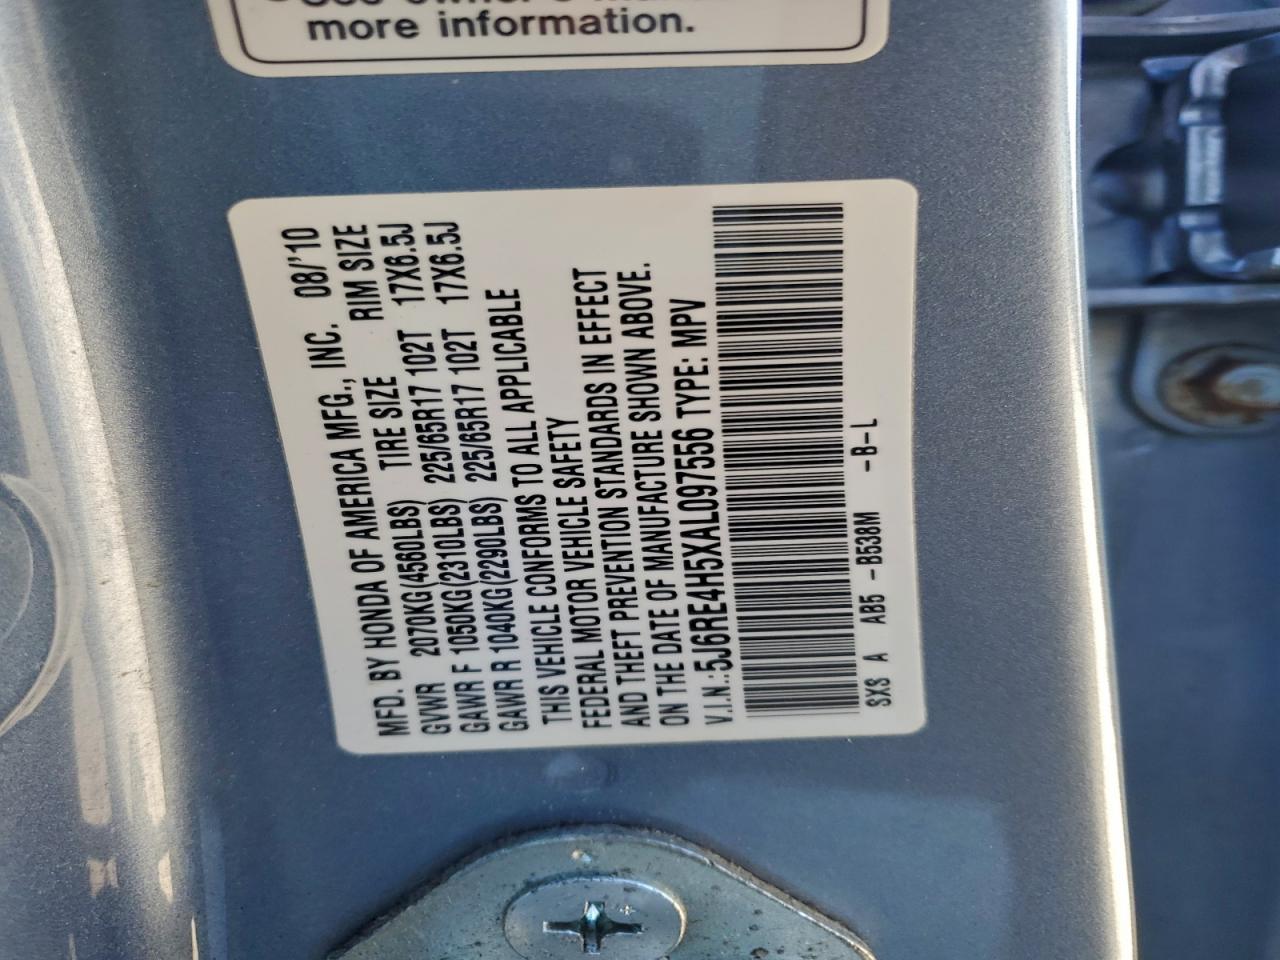 more information.
MFD. BY HONDA OF AMERICA MFG., INC. 08/'10
GVWR 2070KG(4560LBS) TIRE SIZE RIM SIZE
GAWR F 1050KG(2310LBS) 225/65R17 102T 17X6.5J
GAWR R 1040KG(2290LBS) 225/65R17 102T 17X6.5J
THIS VEHICLE CONFORMS TO ALL APPLICABLE
FEDERAL MOTOR VEHICLE SAFETY
AND THEFT PREVENTION STANDARDS IN EFFECT
ON THE DATE OF MANUFACTURE SHOWN ABOVE.
V.I.N.:5J6RE4H5XAL097556 TYPE: MPV
SXS A AB5 -B538M -B-L